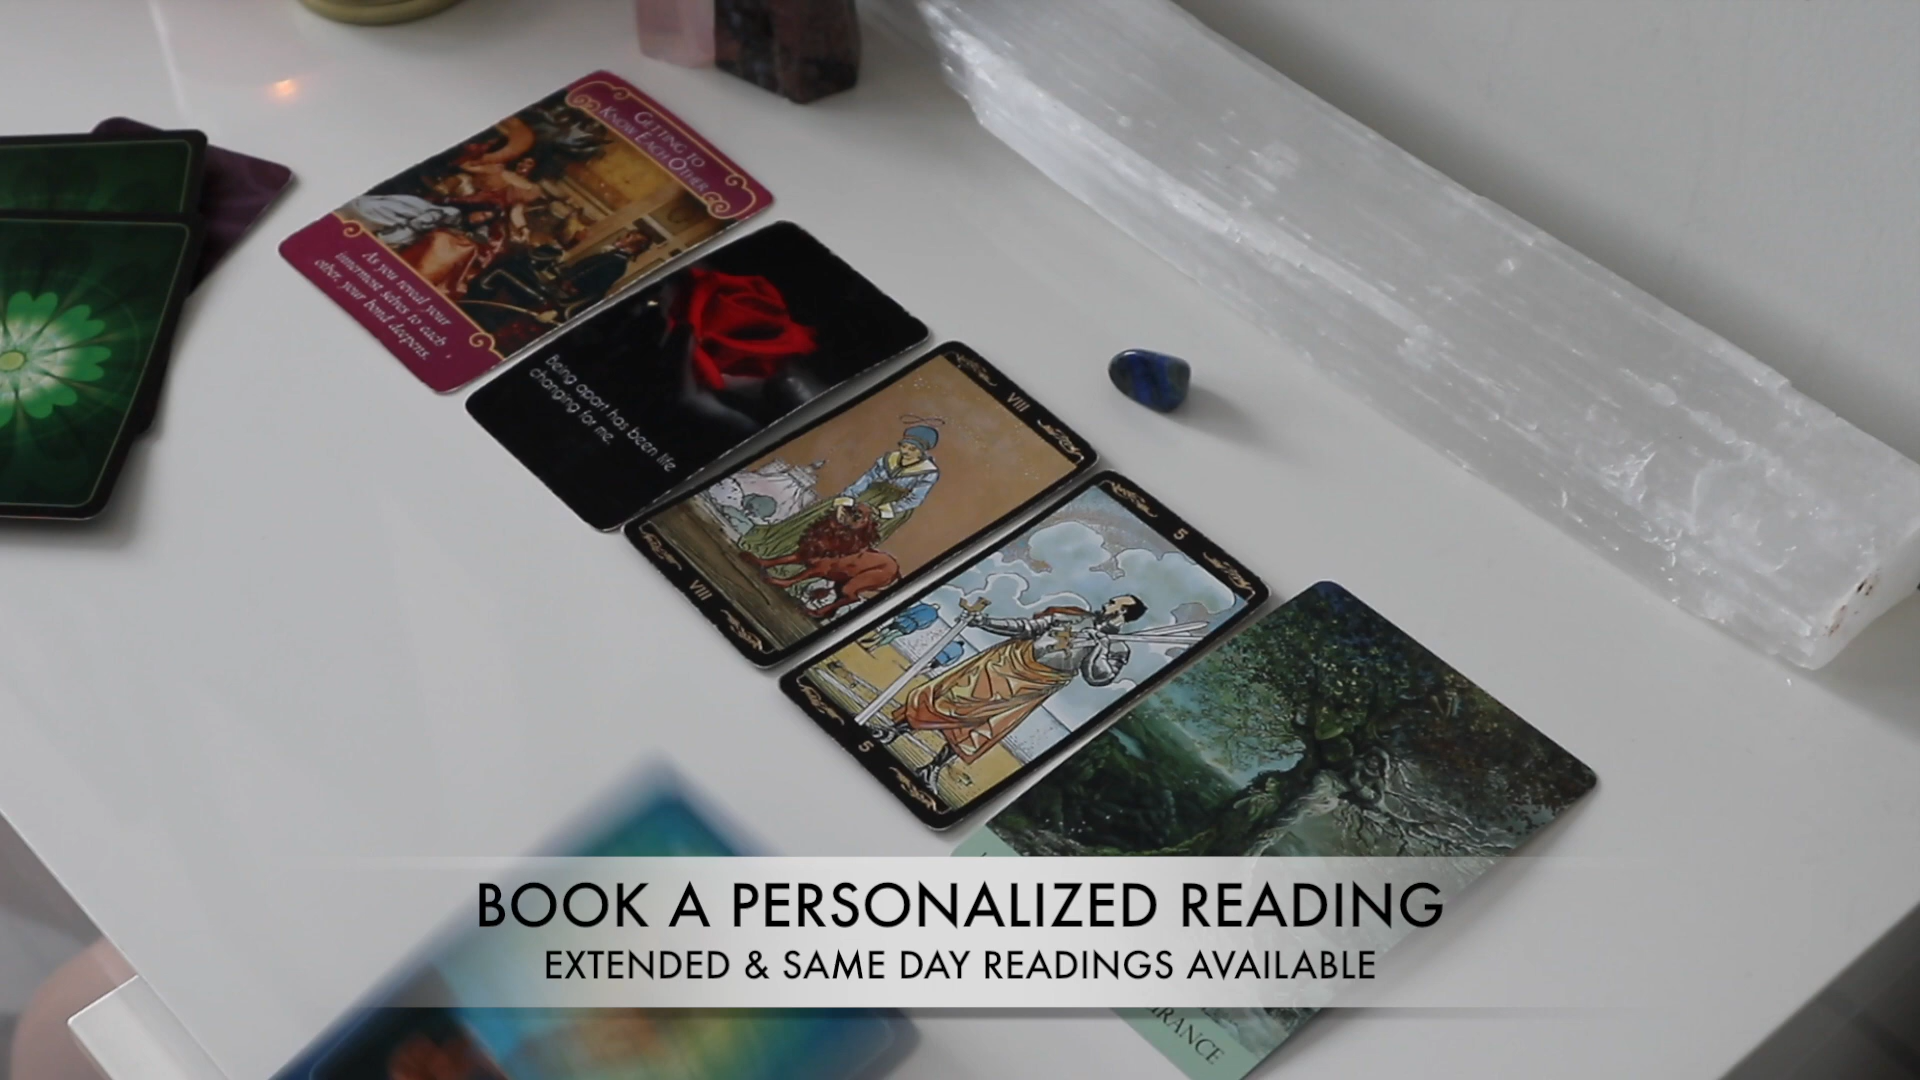 GETTING TO
KNOW EACH OTHER
As you reveal your
innermost selves to each
other, your bond deepens.
Being apart has been life
changing for me.
VIII
VIII
5
5
BOOK A PERSONALIZED READING
EXTENDED & SAME DAY READINGS AVAILABLE